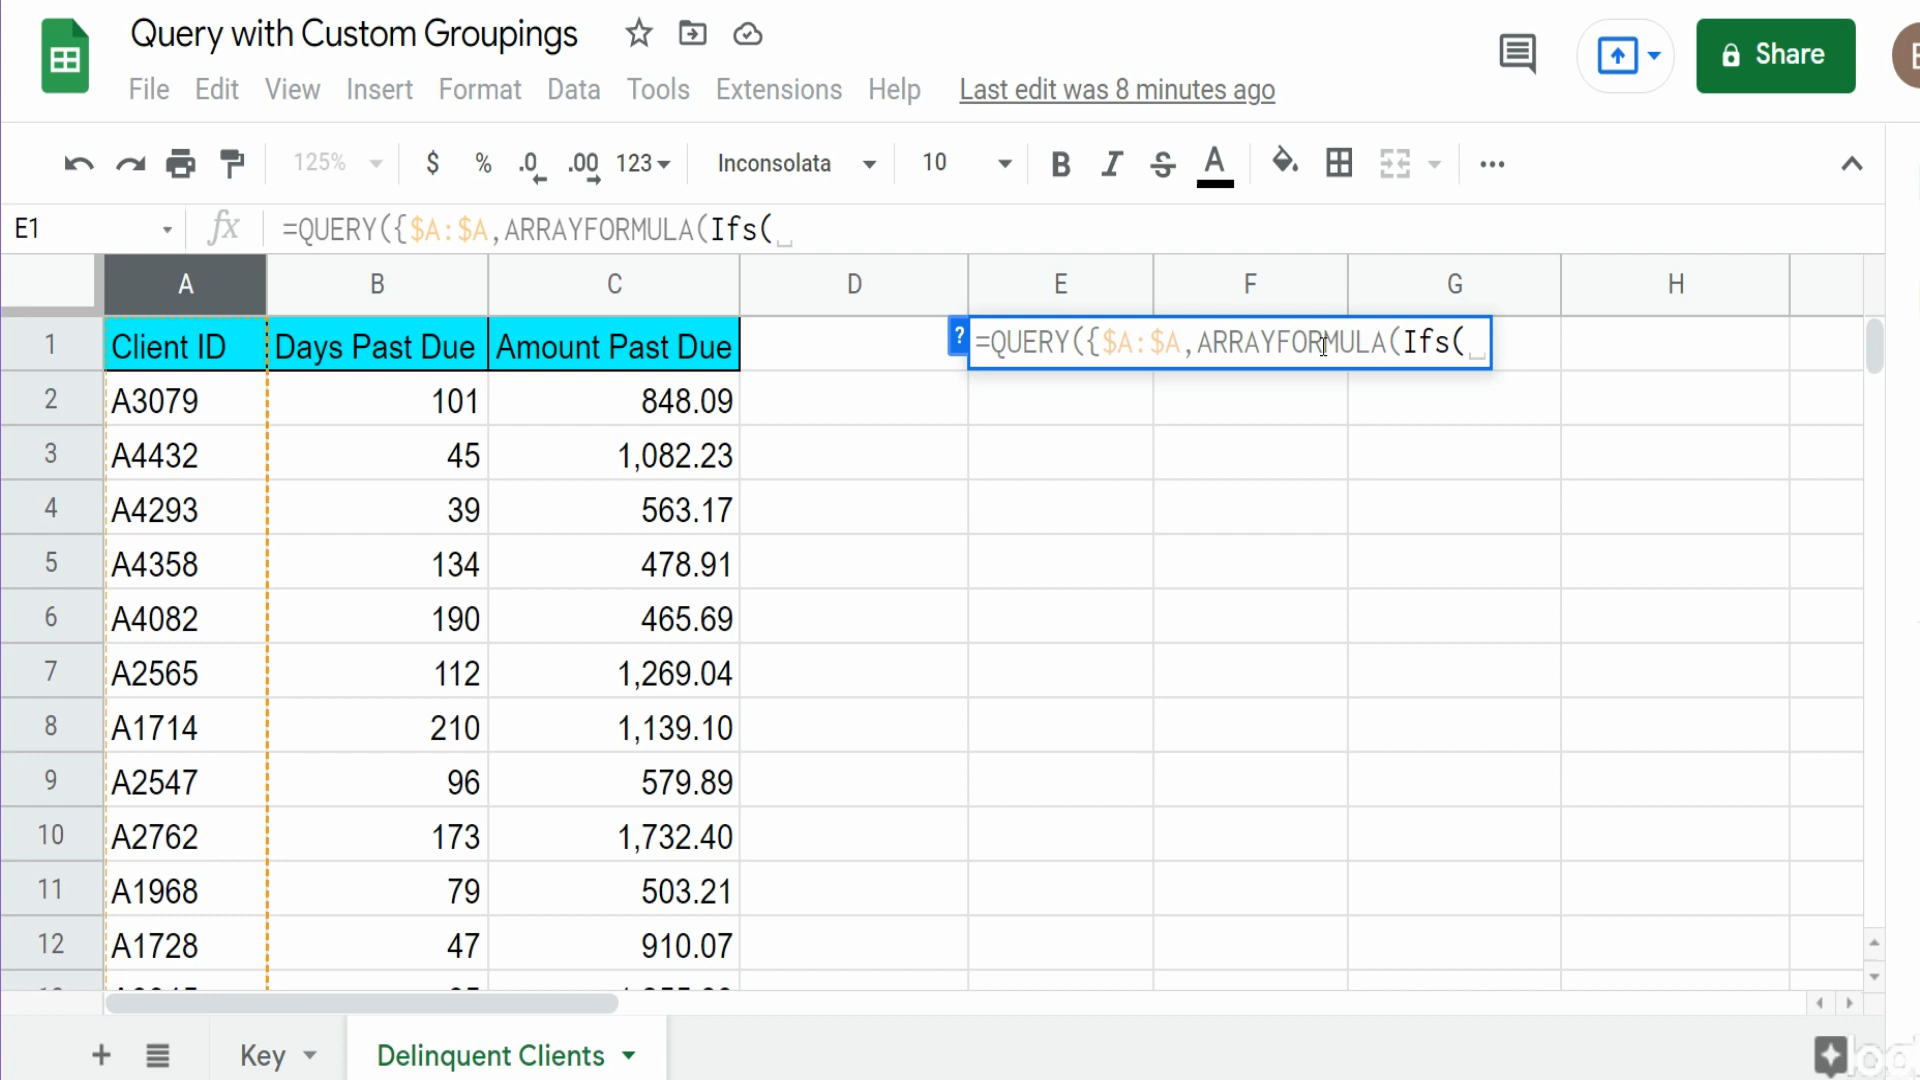 Query with Custom Groupings
File Edit View Insert Format Data Tools Extensions Help Last edit was 8 minutes ago
Share
125% $ % .0 .00 123 Inconsolata 10 B I S A
E1 fx =QUERY({$A:$A,ARRAYFORMULA(Ifs(
A B C D E F G H
1 Client ID Days Past Due Amount Past Due ? =QUERY({$A:$A,ARRAYFORMULA(Ifs(
2 A3079 101 848.09
3 A4432 45 1,082.23
4 A4293 39 563.17
5 A4358 134 478.91
6 A4082 190 465.69
7 A2565 112 1,269.04
8 A1714 210 1,139.10
9 A2547 96 579.89
10 A2762 173 1,732.40
11 A1968 79 503.21
12 A1728 47 910.07
Key Delinquent Clients